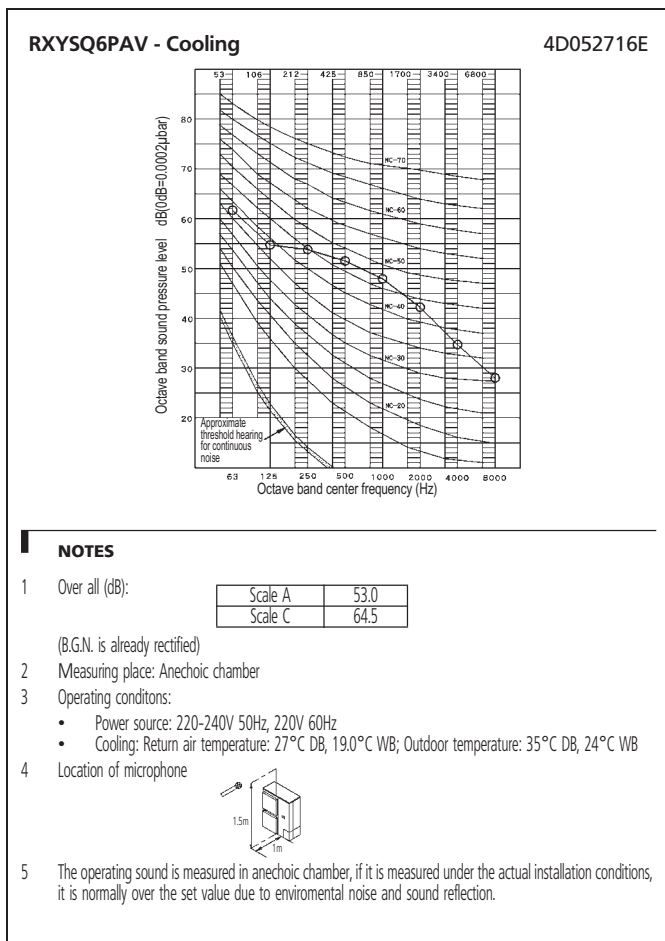 RXYSQ6PAV - Cooling 4D052716E
53 106 212 425 850 1700 3400 6800
Octave band sound pressure level dB(0dB=0.0002µbar)
80
70
60
50
40
30
20
NC-70
NC-60
NC-50
NC-40
NC-30
NC-20
Approximate
threshold hearing
for continuous
noise
63 125 250 500 1000 2000 4000 8000
Octave band center frequency (Hz)
NOTES
1 Over all (dB):
Scale A 53.0
Scale C 64.5
(B.G.N. is already rectified)
2 Measuring place: Anechoic chamber
3 Operating conditons:
• Power source: 220-240V 50Hz, 220V 60Hz
• Cooling: Return air temperature: 27°C DB, 19.0°C WB; Outdoor temperature: 35°C DB, 24°C WB
4 Location of microphone
1.5m
1m
5 The operating sound is measured in anechoic chamber, if it is measured under the actual installation conditions,
it is normally over the set value due to enviromental noise and sound reflection.